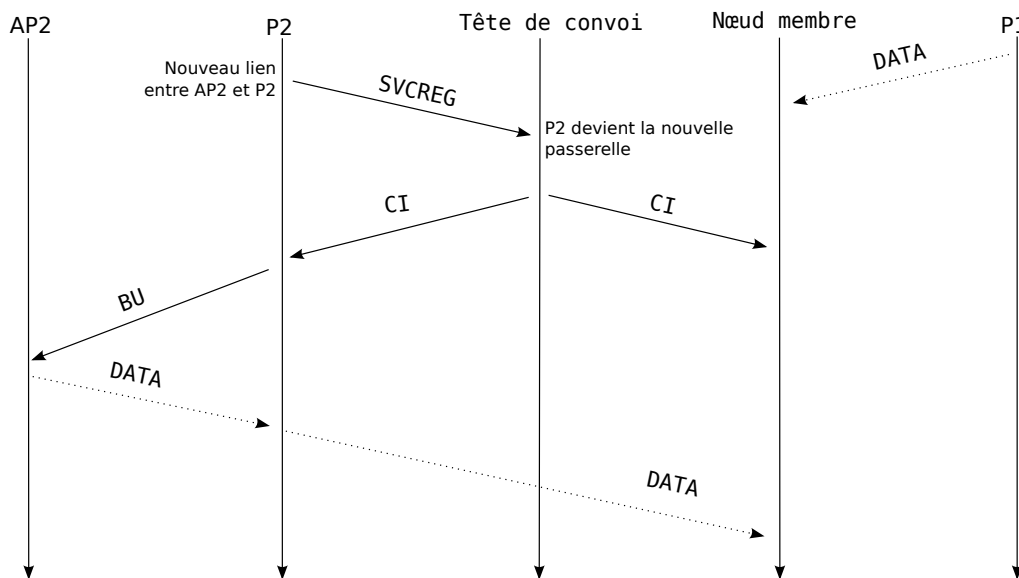 AP2
P2
Tête de convoi
Nœud membre
P1
DATA
Nouveau lien
entre AP2 et P2
SVCREG
P2 devient la nouvelle
passerelle
CI
CI
BU
DATA
DATA